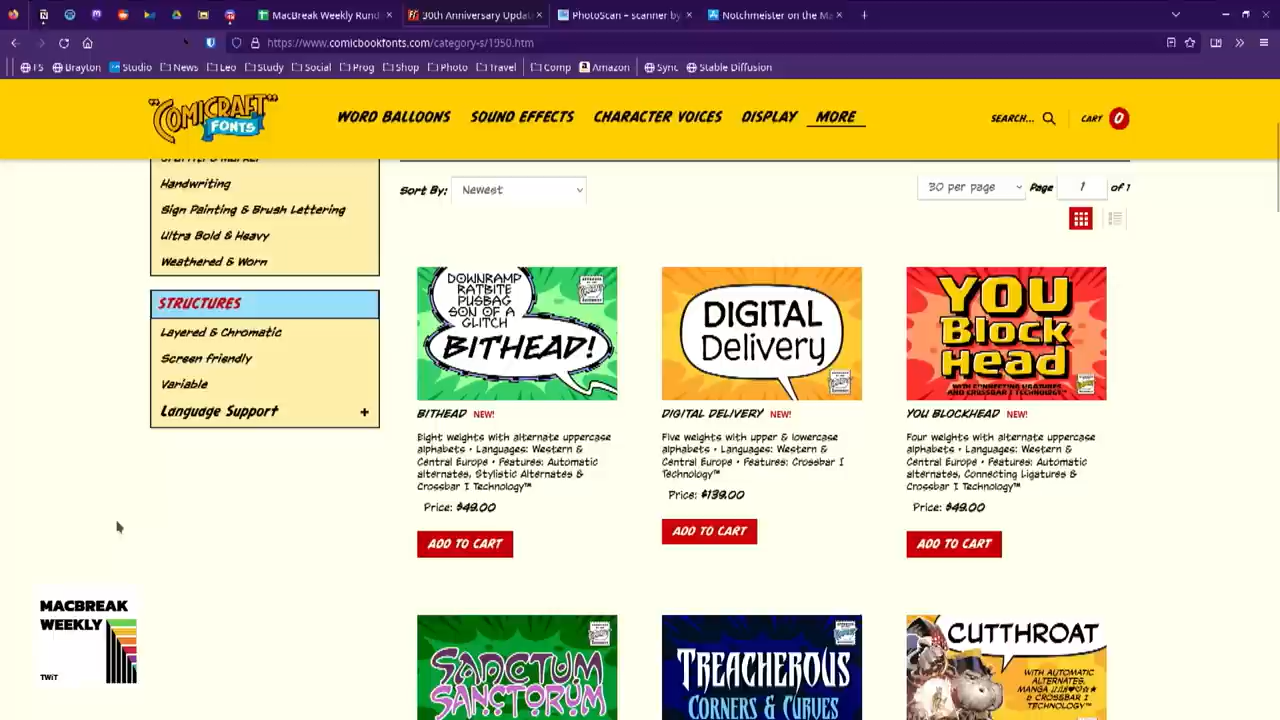 MacBreak Weekly Rund
30th Anniversary Updat
PhotoScan – scanner by
Notchmeister on the Ma
https://www.comicbookfonts.com/category-s/1950.htm
FS
Brayton
Studio
News
Leo
Study
Social
Prog
Shop
Photo
Travel
Comp
Amazon
Sync
Stable Diffusion
"COMICRAFT"
FONTS
WORD BALLOONS
SOUND EFFECTS
CHARACTER VOICES
DISPLAY
MORE
SEARCH...
CART
0
Handwriting
Sign Painting & Brush Lettering
Ultra Bold & Heavy
Weathered & Worn
STRUCTURES
Layered & Chromatic
Screen friendly
Variable
Language Support +
Sort By: Newest
30 per page
Page 1 of 1
DOWNRAMP
RATBITE
PUSBAG
SON OF A
GLITCH
BITHEAD!
BITHEAD NEW!
Eight weights with alternate uppercase
alphabets • Languages: Western &
Central Europe • Features: Automatic
alternates, Stylistic Alternates &
Crossbar I Technology™
Price: $49.00
ADD TO CART
DIGITAL
Delivery
DIGITAL DELIVERY NEW!
Five weights with upper & lowercase
alphabets • Languages: Western &
Central Europe • Features: Crossbar I
Technology™
Price: $139.00
ADD TO CART
YOU
Block
Head
WITH CONNECTING LIGATURES
AND CROSSBAR I TECHNOLOGY™
YOU BLOCKHEAD NEW!
Four weights with alternate uppercase
alphabets • Languages: Western &
Central Europe • Features: Automatic
alternates, Connecting Ligatures &
Crossbar I Technology™
Price: $49.00
ADD TO CART
SANCTUM
SANCTORUM
TREACHEROUS
CORNERS & CURVES
CUTTHROAT
WITH AUTOMATIC
ALTERNATES,
MANGA
& CROSSBAR I
TECHNOLOGY™
MACBREAK
WEEKLY
TWiT